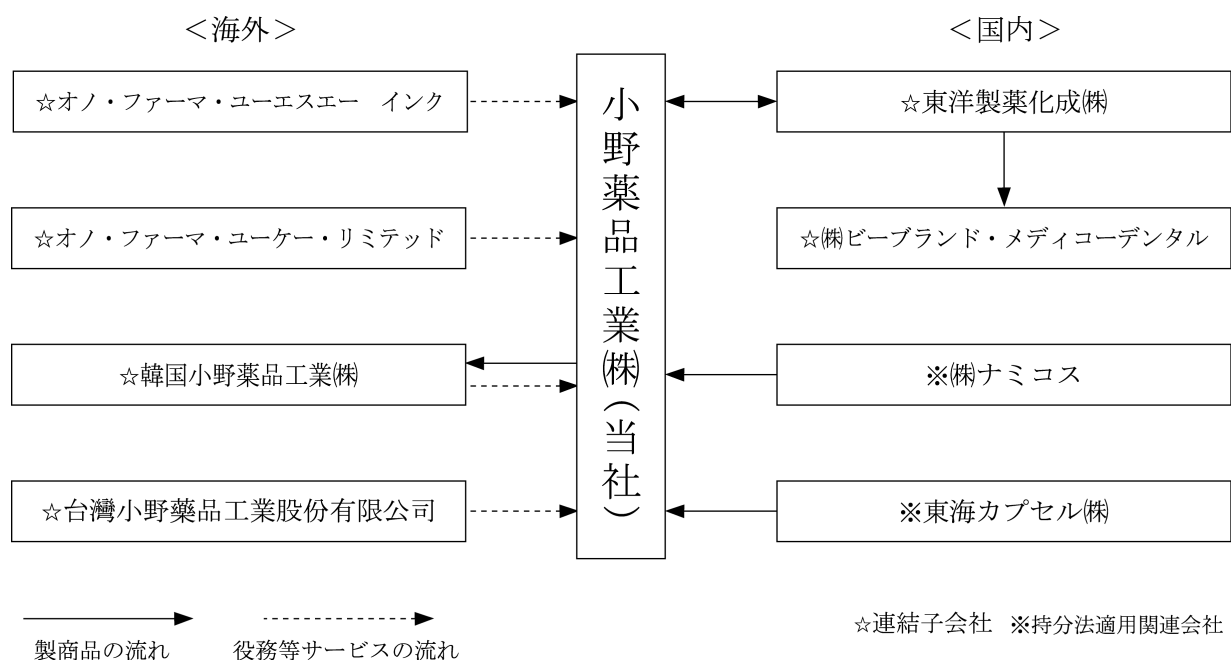 ＜海外＞
☆オノ・ファーマ・ユーエスエー　インク
☆オノ・ファーマ・ユーケー・リミテッド
☆韓国小野薬品工業㈱
☆台灣小野藥品工業股份有限公司
小野薬品工業㈱（当社）
＜国内＞
☆東洋製薬化成㈱
☆㈱ビーブランド・メディコーデンタル
※㈱ナミコス
※東海カプセル㈱
製商品の流れ
役務等サービスの流れ
☆連結子会社 ※持分法適用関連会社